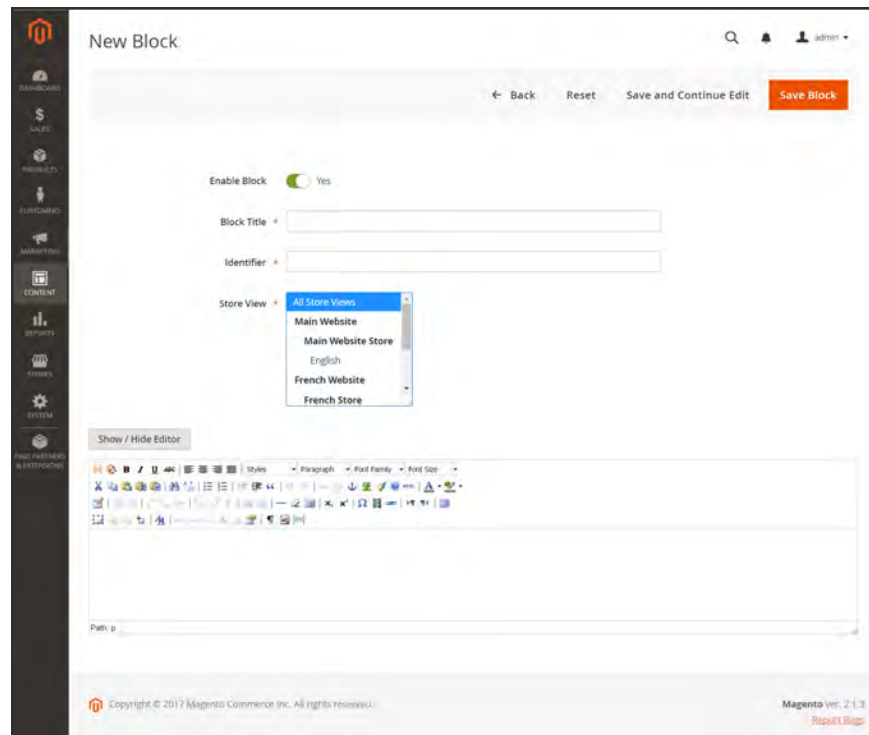 New Block
admin
DASHBOARD
SALES
PRODUCTS
CUSTOMERS
MARKETING
CONTENT
REPORTS
STORES
SYSTEM
FIND PARTNERS
& EXTENSIONS
← Back Reset Save and Continue Edit Save Block
Enable Block Yes
Block Title *
Identifier *
Store View * All Store Views
Main Website
Main Website Store
English
French Website
French Store
Show / Hide Editor
B I U ABC Styles Paragraph Font Family Font Size
Path: p
Copyright © 2017 Magento Commerce Inc. All rights reserved.
Magento ver. 2.1.3
Report Bugs